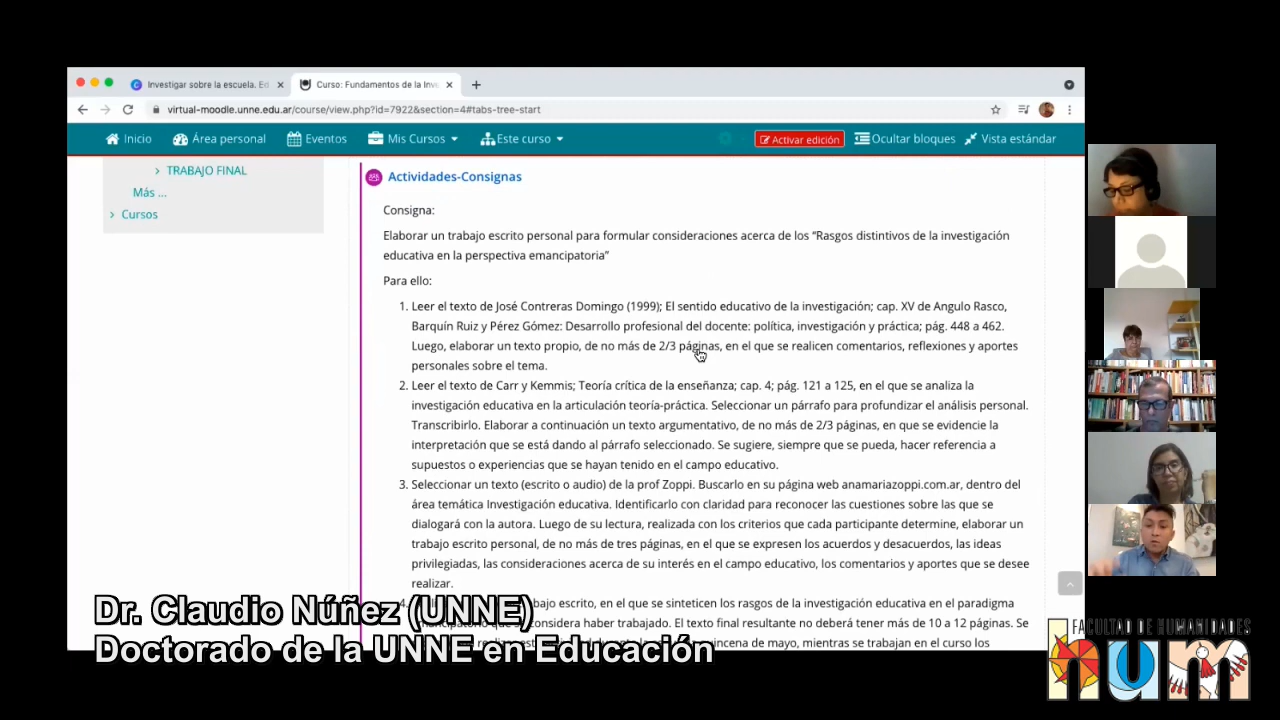 Investigar sobre la escuela. Ed
Curso: Fundamentos de la Inve
virtual-moodle.unne.edu.ar/course/view.php?id=7922&section=4#tabs-tree-start
Inicio
Área personal
Eventos
Mis Cursos
Este curso
Activar edición
Ocultar bloques
Vista estándar
TRABAJO FINAL
Más ...
Cursos
Actividades-Consignas
Consigna:
Elaborar un trabajo escrito personal para formular consideraciones acerca de los “Rasgos distintivos de la investigación
educativa en la perspectiva emancipatoria”
Para ello:
1. Leer el texto de José Contreras Domingo (1999); El sentido educativo de la investigación; cap. XV de Angulo Rasco,
Barquín Ruiz y Pérez Gómez: Desarrollo profesional del docente: política, investigación y práctica; pág. 448 a 462.
Luego, elaborar un texto propio, de no más de 2/3 páginas, en el que se realicen comentarios, reflexiones y aportes
personales sobre el tema.
2. Leer el texto de Carr y Kemmis; Teoría crítica de la enseñanza; cap. 4; pág. 121 a 125, en el que se analiza la
investigación educativa en la articulación teoría-práctica. Seleccionar un párrafo para profundizar el análisis personal.
Transcribirlo. Elaborar a continuación un texto argumentativo, de no más de 2/3 páginas, en que se evidencie la
interpretación que se está dando al párrafo seleccionado. Se sugiere, siempre que se pueda, hacer referencia a
supuestos o experiencias que se hayan tenido en el campo educativo.
3. Seleccionar un texto (escrito o audio) de la prof Zoppi. Buscarlo en su página web anamariazoppi.com.ar, dentro del
área temática Investigación educativa. Identificarlo con claridad para reconocer las cuestiones sobre las que se
dialogará con la autora. Luego de su lectura, realizada con los criterios que cada participante determine, elaborar un
trabajo escrito personal, de no más de tres páginas, en el que se expresen los acuerdos y desacuerdos, las ideas
privilegiadas, las consideraciones acerca de su interés en el campo educativo, los comentarios y aportes que se desee
realizar.
abajo escrito, en el que se sinteticen los rasgos de la investigación educativa en el paradigma
considera haber trabajado. El texto final resultante no deberá tener más de 10 a 12 páginas. Se
quincena de mayo, mientras se trabajan en el curso los
Dr. Claudio Núñez (UNNE)
Doctorado de la UNNE en Educación
FACULTAD DE HUMANIDADES
hum